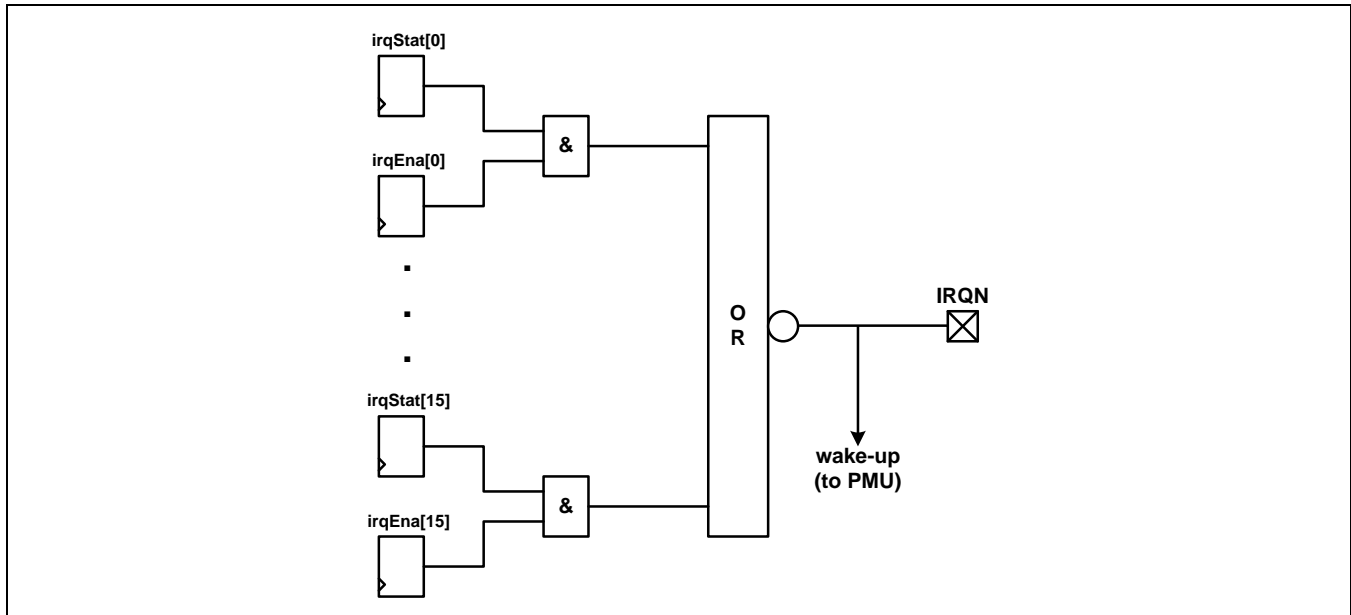 irqStat[0]
&
irqEna[0]
.
.
.
O
R
IRQN
irqStat[15]
wake-up
(to PMU)
&
irqEna[15]